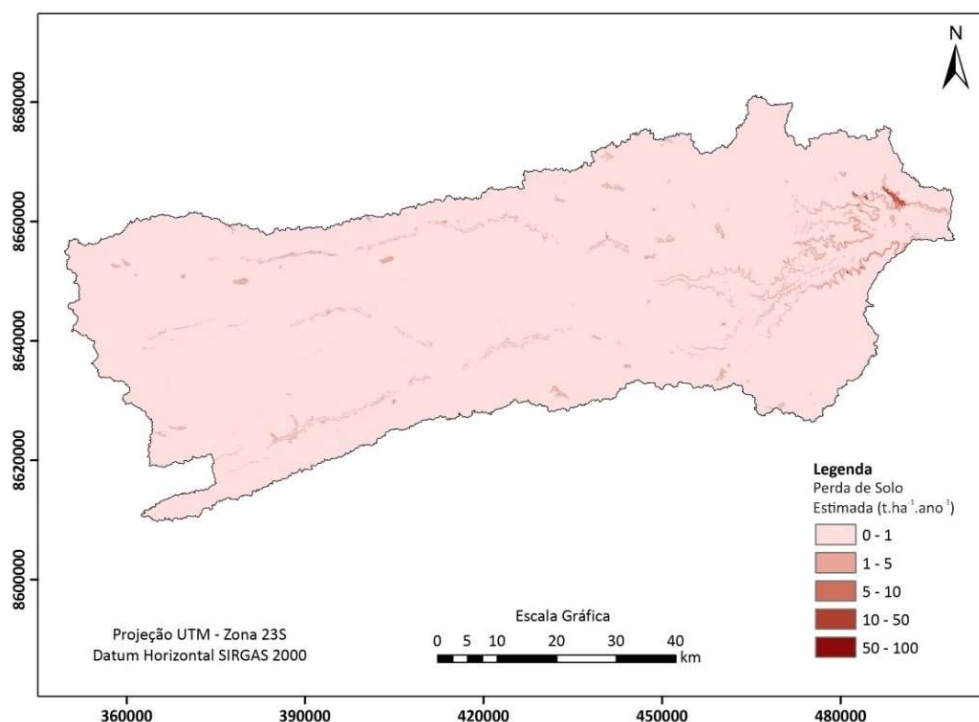 N
8680000
8660000
8640000
8620000
8600000
Legenda
Perda de Solo
Estimada (t.ha⁻¹.ano⁻¹)
0 - 1
1 - 5
5 - 10
10 - 50
50 - 100
Projeção UTM - Zona 23S
Datum Horizontal SIRGAS 2000
Escala Gráfica
0 5 10 20 30 40
km
360000 390000 420000 450000 480000